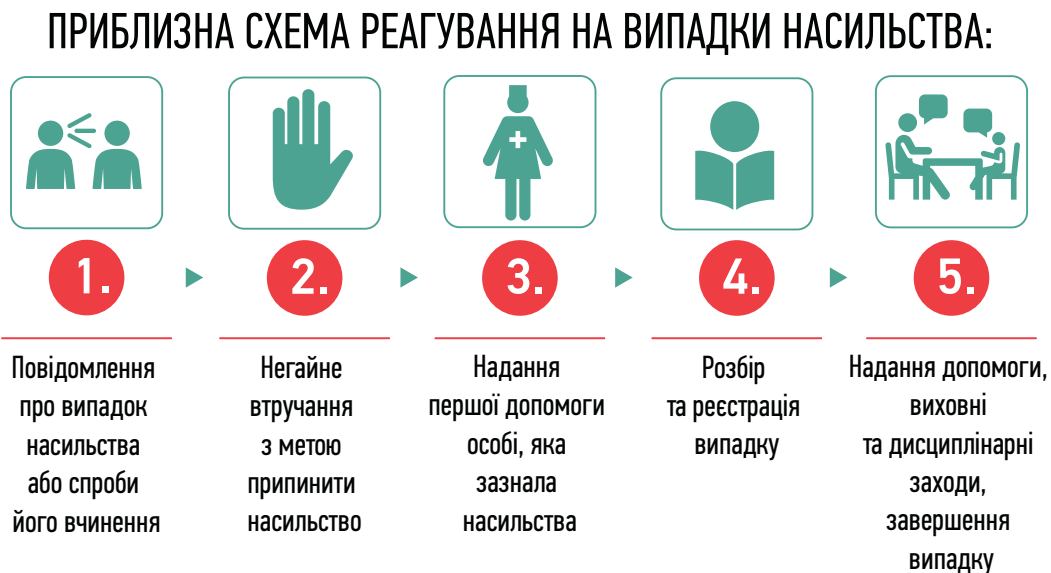 ПРИБЛИЗНА СХЕМА РЕАГУВАННЯ НА ВИПАДКИ НАСИЛЬСТВА:
1.
Повідомлення
про випадок
насильства
або спроби
його вчинення
2.
Негайне
втручання
з метою
припинити
насильство
3.
Надання
першої допомоги
особі, яка
зазнала
насильства
4.
Розбір
та реєстрація
випадку
5.
Надання допомоги,
виховні
та дисциплінарні
заходи,
завершення
випадку